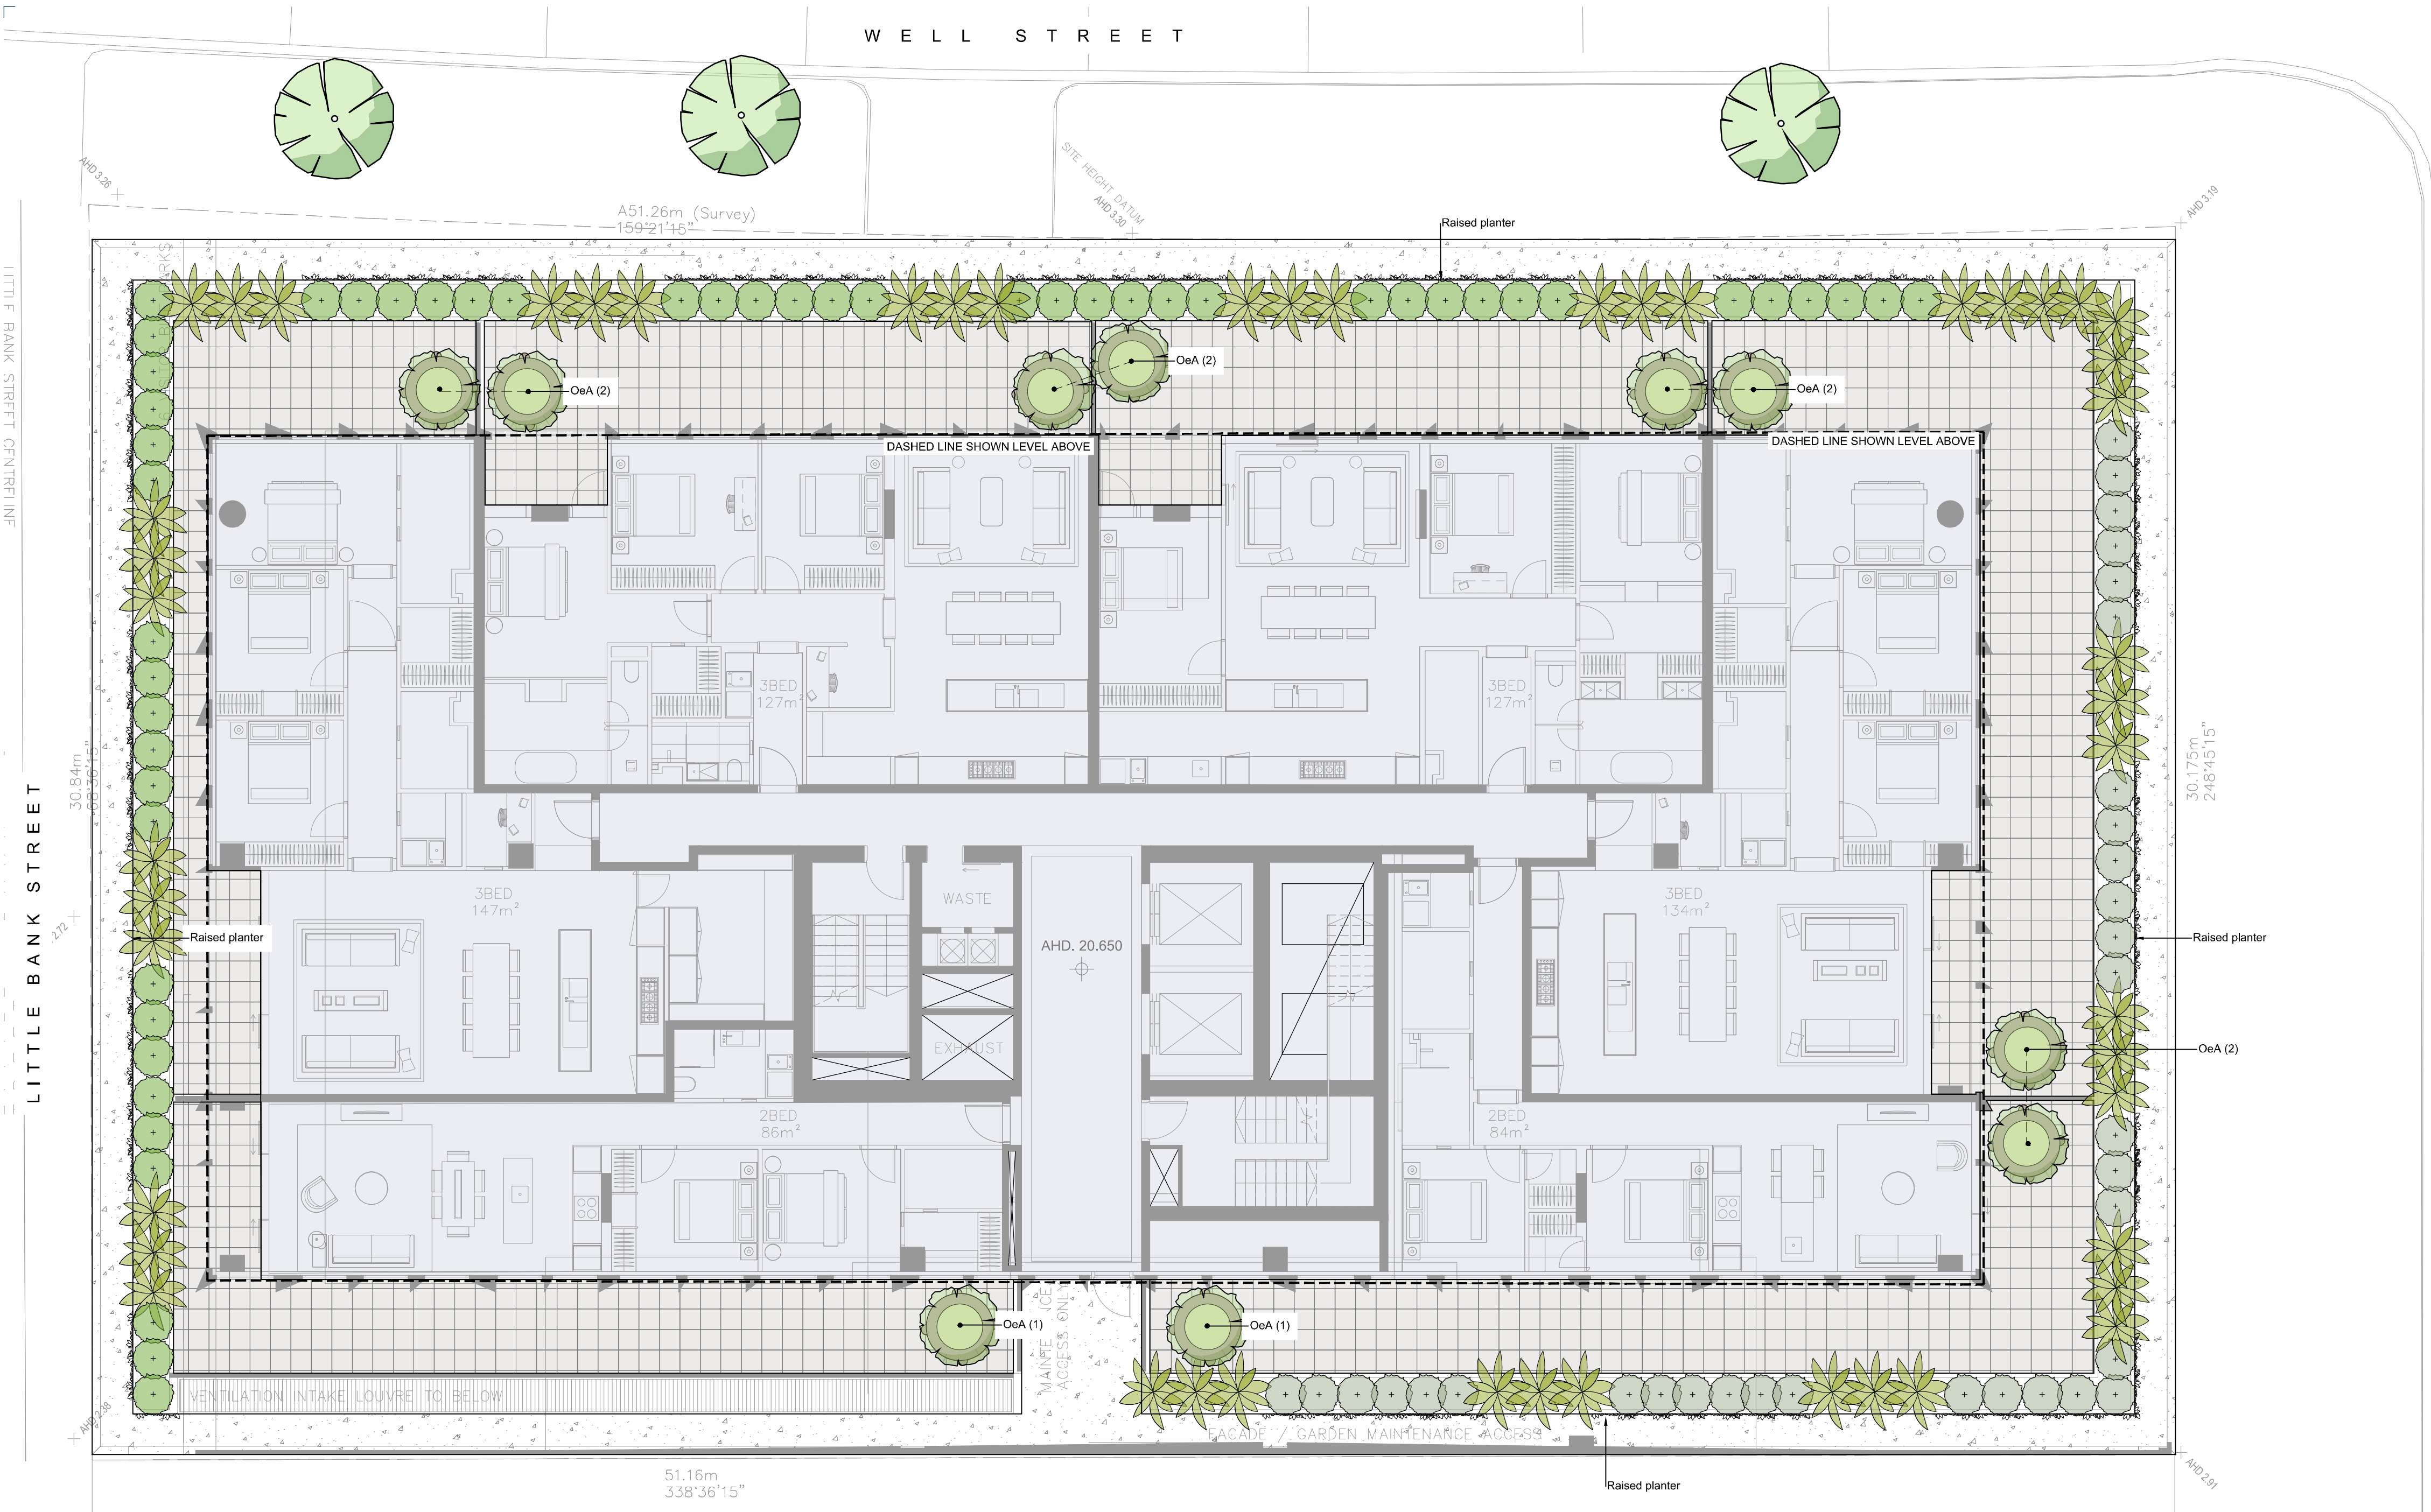 WELL STREET
AHD 3.26
A51.26m (Survey)
159°21'15"
SITE HEIGHT DATUM
AHD 3.30
AHD 3.19
Raised planter
LITTLE BANK STREET CENTRELINE
OeA (2)
OeA (2)
OeA (2)
DASHED LINE SHOWN LEVEL ABOVE
DASHED LINE SHOWN LEVEL ABOVE
3BED
127m²
3BED
127m²
30.84m
68°36'15"
30.175m
248°45'15"
LITTLE BANK STREET
3BED
147m²
WASTE
3BED
134m²
2.72
Raised planter
AHD. 20.650
Raised planter
EXHAUST
OeA (2)
2BED
86m²
2BED
84m²
OeA (1)
OeA (1)
MAINTENANCE
ACCESS ONLY
VENTILATION INTAKE LOUVRE TO BELOW
AHD 2.38
FACADE / GARDEN MAINTENANCE ACCESS
51.16m
338°36'15"
Raised planter
AHD 2.91